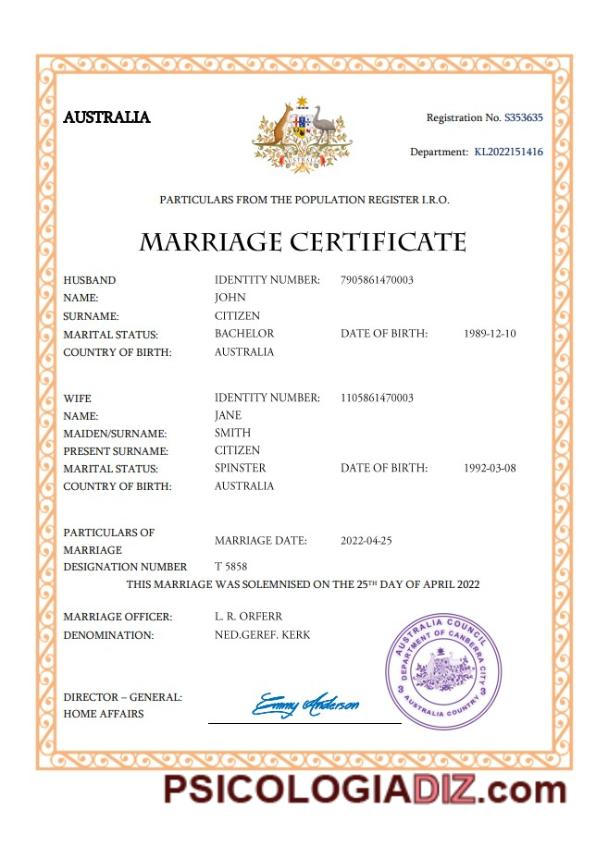 AUSTRALIA
Registration No. S353635
Department: KL2022151416
AUSTRALIA
PARTICULARS FROM THE POPULATION REGISTER I.R.O.
MARRIAGE CERTIFICATE
HUSBAND IDENTITY NUMBER: 7905861470003
NAME: JOHN
SURNAME: CITIZEN
MARITAL STATUS: BACHELOR DATE OF BIRTH: 1989-12-10
COUNTRY OF BIRTH: AUSTRALIA
WIFE IDENTITY NUMBER: 1105861470003
NAME: JANE
MAIDEN/SURNAME: SMITH
PRESENT SURNAME: CITIZEN
MARITAL STATUS: SPINSTER DATE OF BIRTH: 1992-03-08
COUNTRY OF BIRTH: AUSTRALIA
PARTICULARS OF
MARRIAGE MARRIAGE DATE: 2022-04-25
DESIGNATION NUMBER T 5858
THIS MARRIAGE WAS SOLEMNISED ON THE 25TH DAY OF APRIL 2022
MARRIAGE OFFICER: L. R. ORFERR
DENOMINATION: NED.GEREF. KERK
AUSTRALIA COUNCIL
DEPARTMENT OF CANBERRA CITY
AUSTRALIA COUNTRY
DIRECTOR – GENERAL:
HOME AFFAIRS
Emmy Anderson
PSICOLOGIADIZ.com